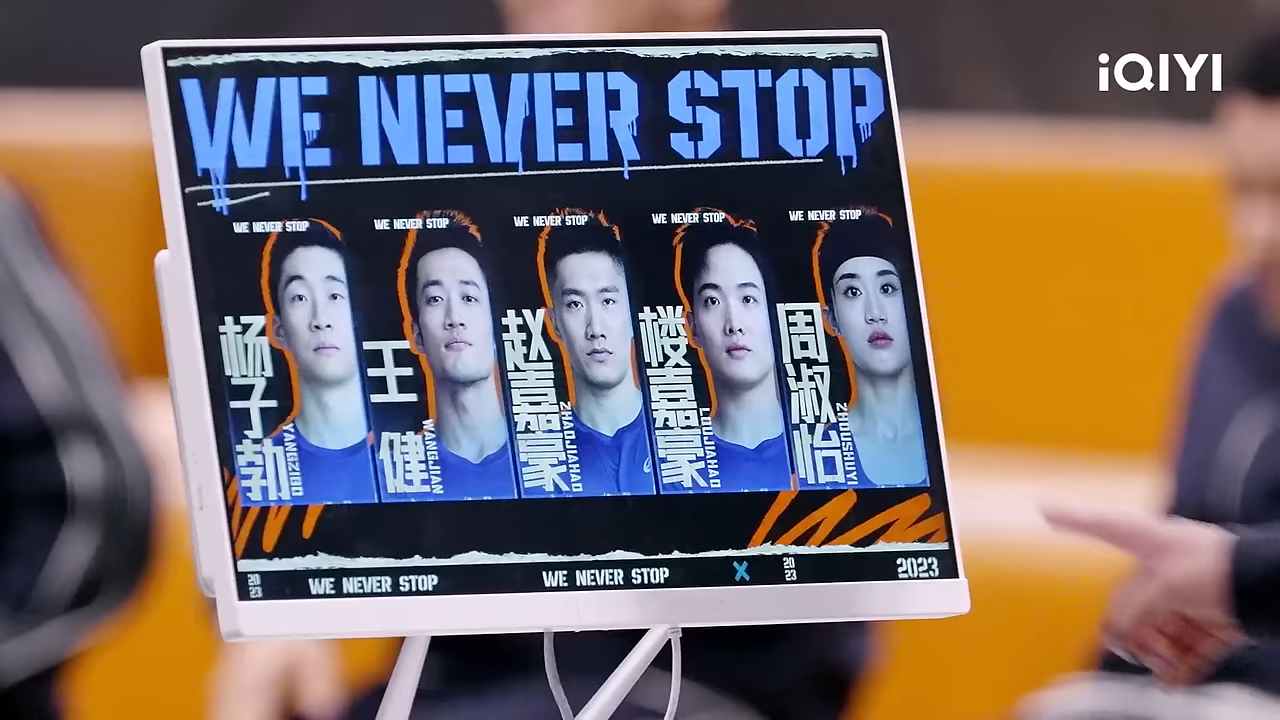 iQIYI
WE NEVER STOP
WE NEVER STOP
杨子勃
YANGZIBO
WE NEVER STOP
王健
WANGJIAN
WE NEVER STOP
赵嘉豪
ZHAOJIAHAO
WE NEVER STOP
楼嘉豪
LOUJIAHAO
WE NEVER STOP
周淑怡
ZHOUSHUYI
2023
WE NEVER STOP
WE NEVER STOP
2023
2023